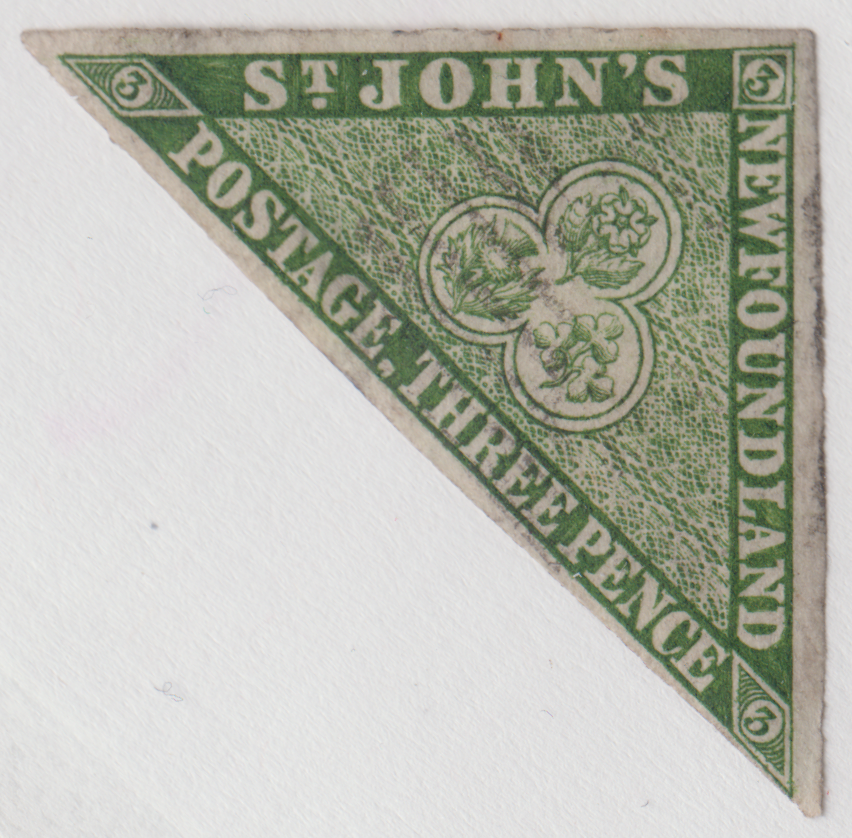 3
ST. JOHN'S
3
NEWFOUNDLAND
3
POSTAGE, THREE PENCE